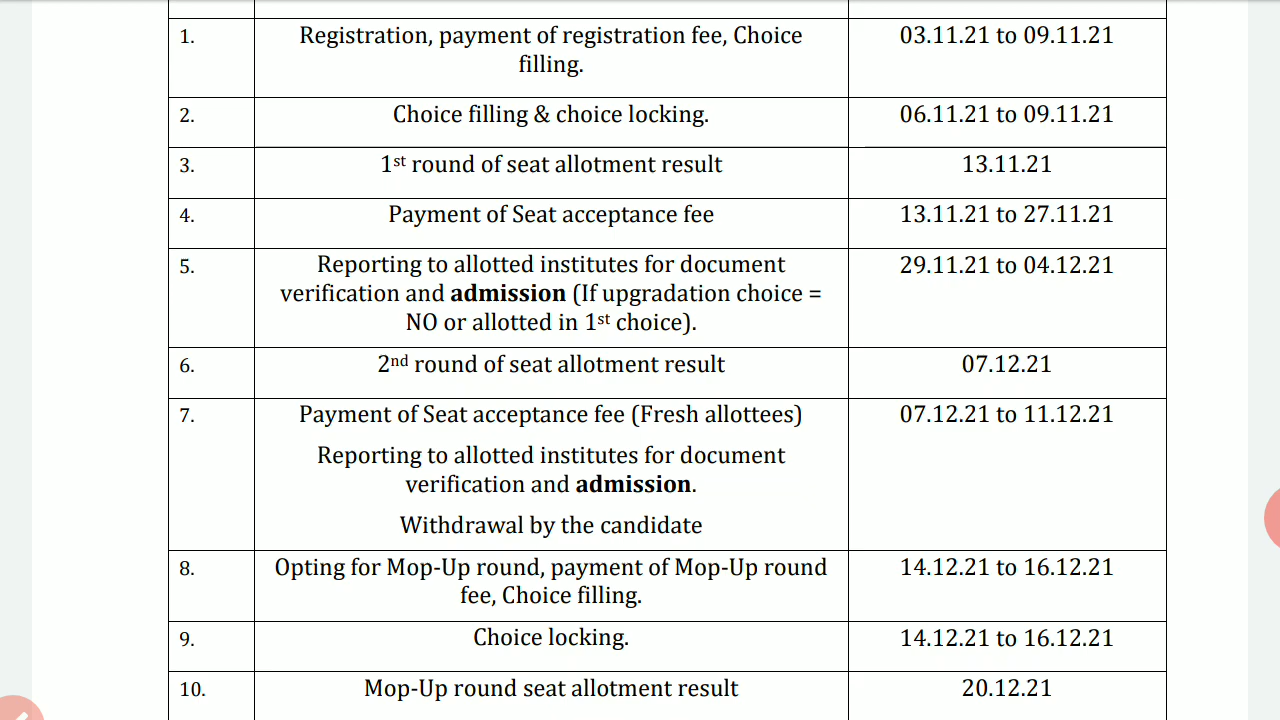 1. Registration, payment of registration fee, Choice 03.11.21 to 09.11.21
filling.
2. Choice filling & choice locking. 06.11.21 to 09.11.21
3. 1st round of seat allotment result 13.11.21
4. Payment of Seat acceptance fee 13.11.21 to 27.11.21
5. Reporting to allotted institutes for document 29.11.21 to 04.12.21
verification and admission (If upgradation choice =
NO or allotted in 1st choice).
6. 2nd round of seat allotment result 07.12.21
7. Payment of Seat acceptance fee (Fresh allottees) 07.12.21 to 11.12.21
Reporting to allotted institutes for document
verification and admission.
Withdrawal by the candidate
8. Opting for Mop-Up round, payment of Mop-Up round 14.12.21 to 16.12.21
fee, Choice filling.
9. Choice locking. 14.12.21 to 16.12.21
10. Mop-Up round seat allotment result 20.12.21